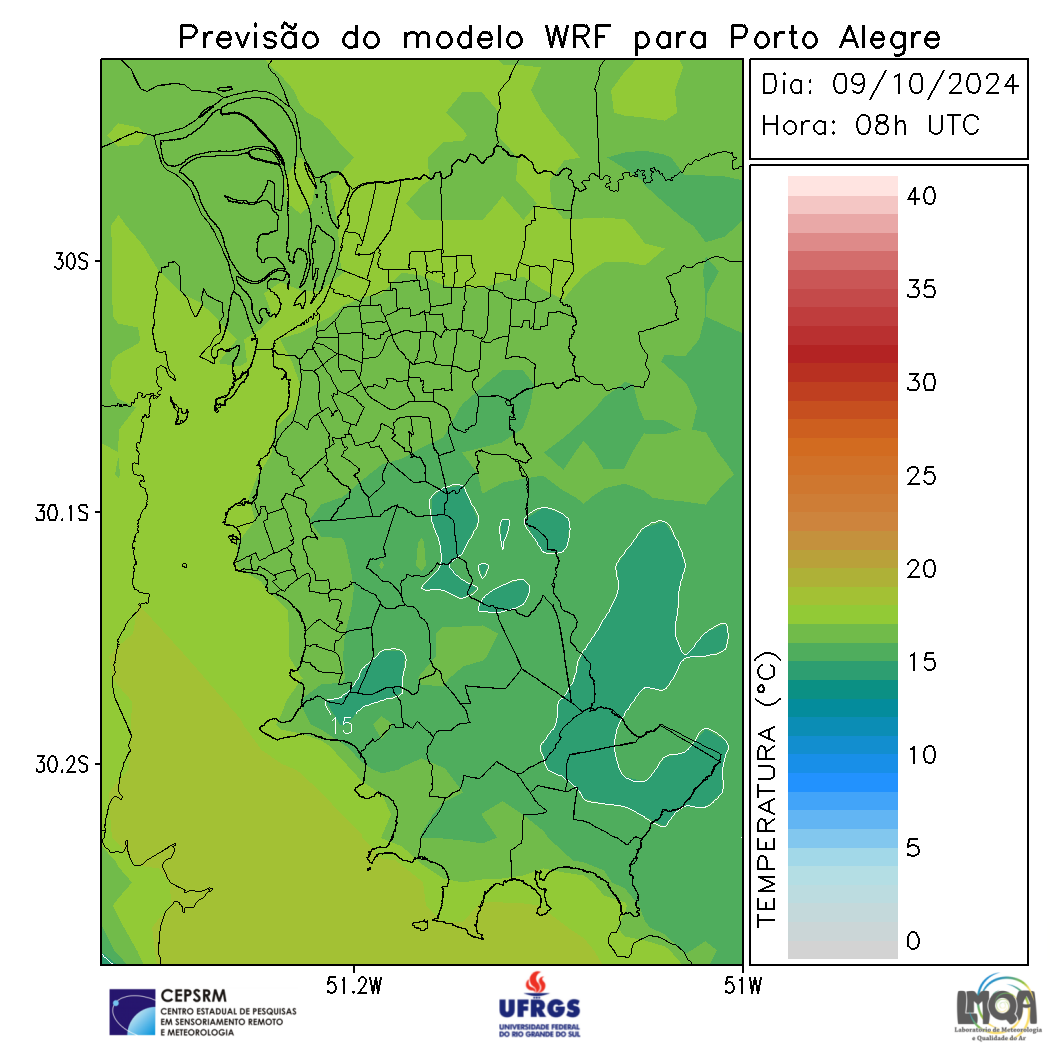 Previsão do modelo WRF para Porto Alegre
Dia: 09/10/2024
Hora: 08h UTC
40
35
30
25
20
15
10
5
0
TEMPERATURA (°C)
30S
30.1S
30.2S
15
51.2W
51W
CEPSRM
CENTRO ESTADUAL DE PESQUISAS
EM SENSORIAMENTO REMOTO
E METEOROLOGIA
UFRGS
UNIVERSIDADE FEDERAL
DO RIO GRANDE DO SUL
LMQA
Laboratório de Meteorologia
e Qualidade do Ar